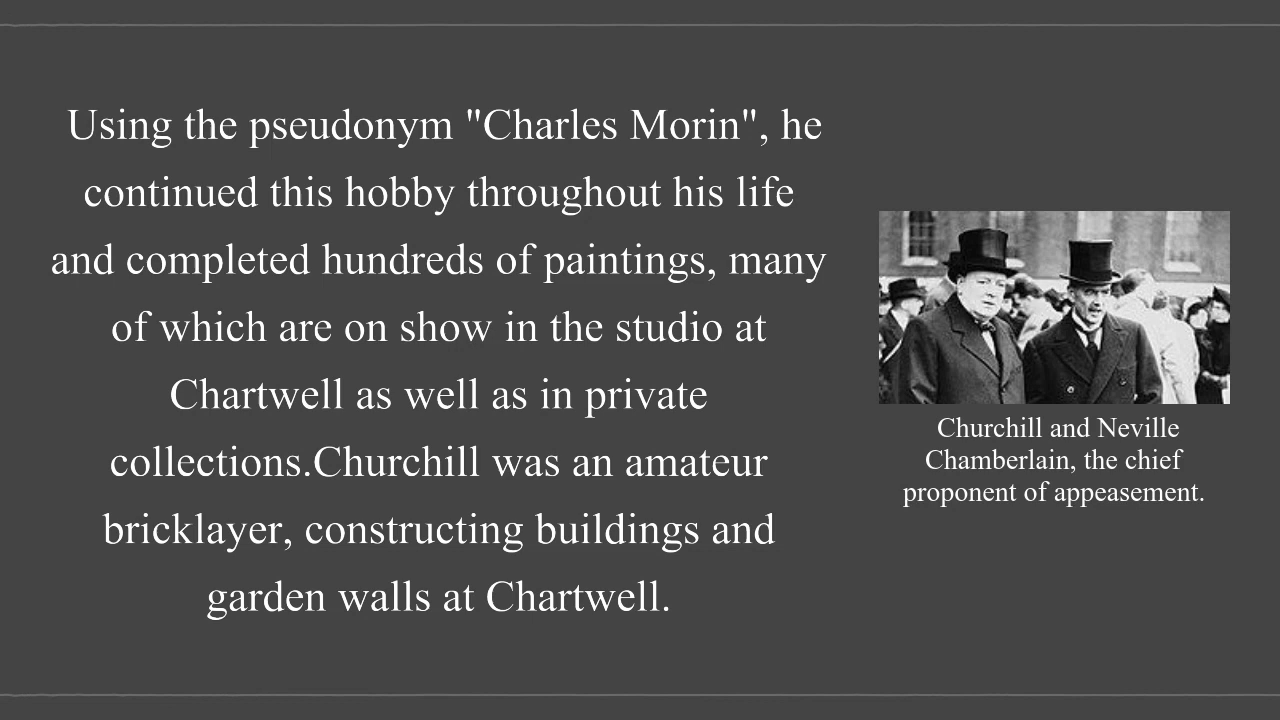 Using the pseudonym "Charles Morin", he
continued this hobby throughout his life
and completed hundreds of paintings, many
of which are on show in the studio at
Chartwell as well as in private
collections.Churchill was an amateur
bricklayer, constructing buildings and
garden walls at Chartwell.
Churchill and Neville
Chamberlain, the chief
proponent of appeasement.